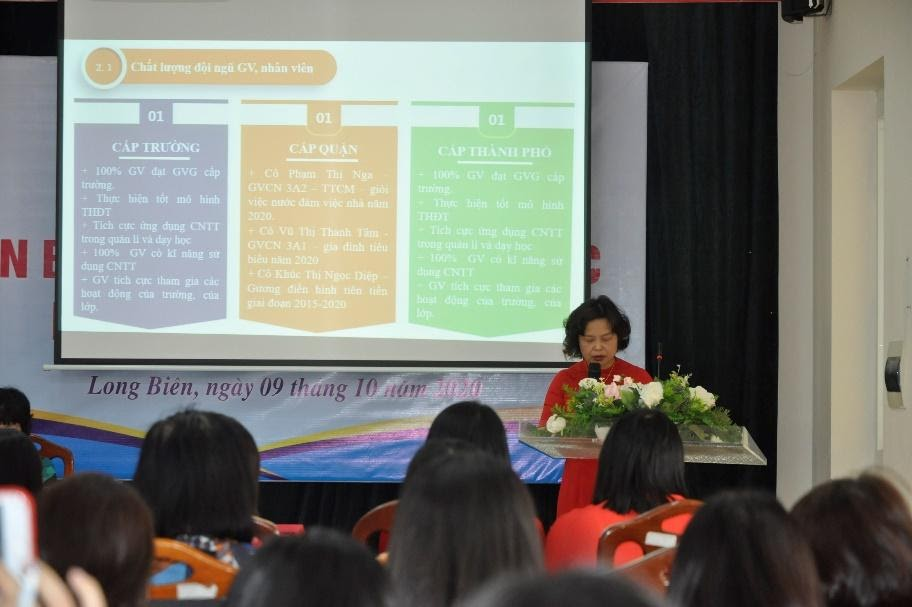 2. 1
Chất lượng đội ngũ GV, nhân viên
01
CẤP TRƯỜNG
+ 100% GV đạt GVG cấp
trường.
+ Thực hiện tốt mô hình
THĐT
+ Tích cực ứng dụng CNTT
trong quản lí và dạy học
+ 100% GV có kĩ năng sử
dụng CNTT
+ GV tích cực tham gia các
hoạt động của trường, của
lớp.
01
CẤP QUẬN
+ Cô Phạm Thị Nga –
GVCN 3A2 – TTCM – giỏi
việc nước đảm việc nhà năm
2020.
+ Cô Vũ Thị Thanh Tâm -
GVCN 3A1 – gia đình tiêu
biểu năm 2020
+ Cô Khúc Thị Ngọc Diệp –
Gương điển hình tiên tiến
giai đoạn 2015-2020
01
CẤP THÀNH PHỐ
+ 100% GV đạt GVG cấp
trường.
+ Thực hiện tốt mô hình
THĐT
+ Tích cực ứng dụng CNTT
trong quản lí và dạy học
+ 100% GV có kĩ năng sử
dụng CNTT
+ GV tích cực tham gia các
hoạt động của trường, của
lớp.
N
C
Long Biên, ngày 09 tháng 10 năm 2020